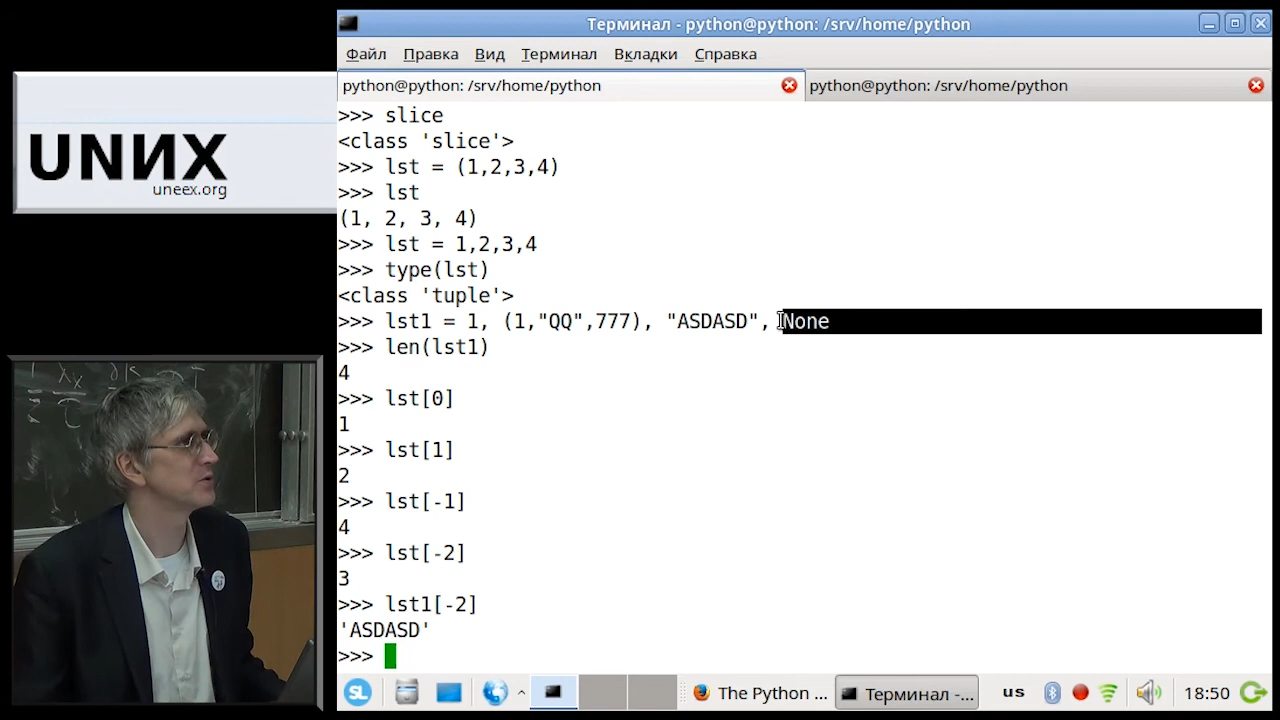 UNИX
uneex.org
Терминал - python@python: /srv/home/python
Файл Правка Вид Терминал Вкладки Справка
python@python: /srv/home/python python@python: /srv/home/python
>>> slice
<class 'slice'>
>>> lst = (1,2,3,4)
>>> lst
(1, 2, 3, 4)
>>> lst = 1,2,3,4
>>> type(lst)
<class 'tuple'>
>>> lst1 = 1, (1,"QQ",777), "ASDASD", None
>>> len(lst1)
4
>>> lst[0]
1
>>> lst[1]
2
>>> lst[-1]
4
>>> lst[-2]
3
>>> lst1[-2]
'ASDASD'
>>>
SL The Python ... Терминал -... us 18:50